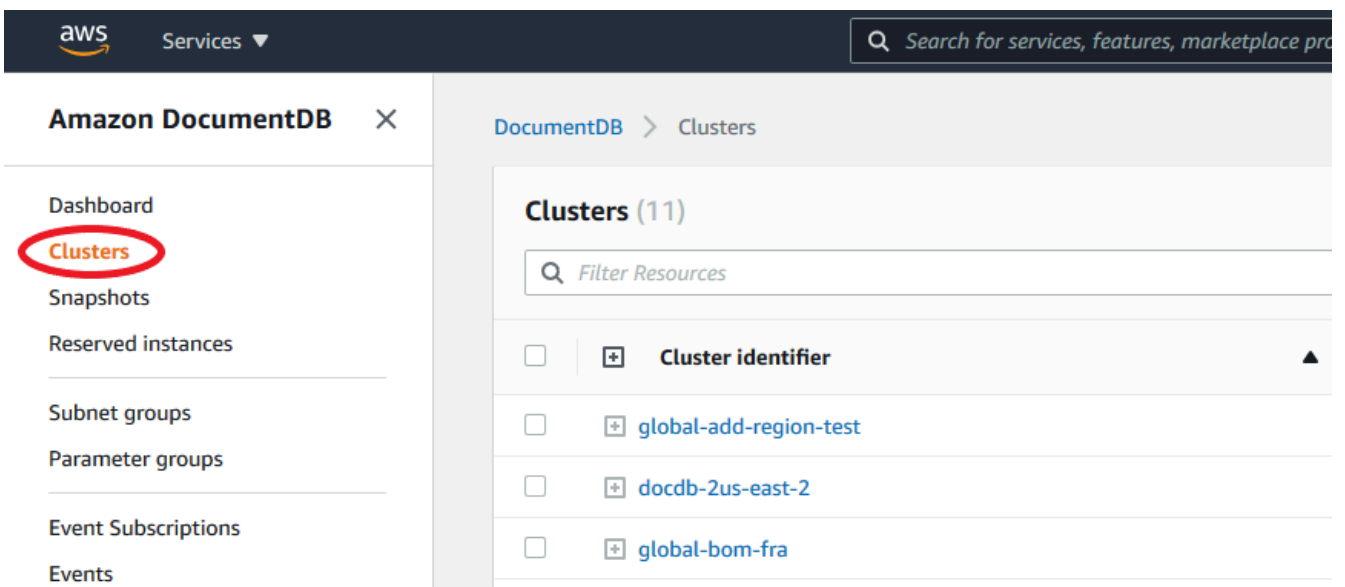 aws
Services ▼
Search for services, features, marketplace pro
Amazon DocumentDB
Dashboard
Clusters
Snapshots
Reserved instances
Subnet groups
Parameter groups
Event Subscriptions
Events
DocumentDB > Clusters
Clusters (11)
Filter Resources
Cluster identifier
global-add-region-test
docdb-2us-east-2
global-bom-fra